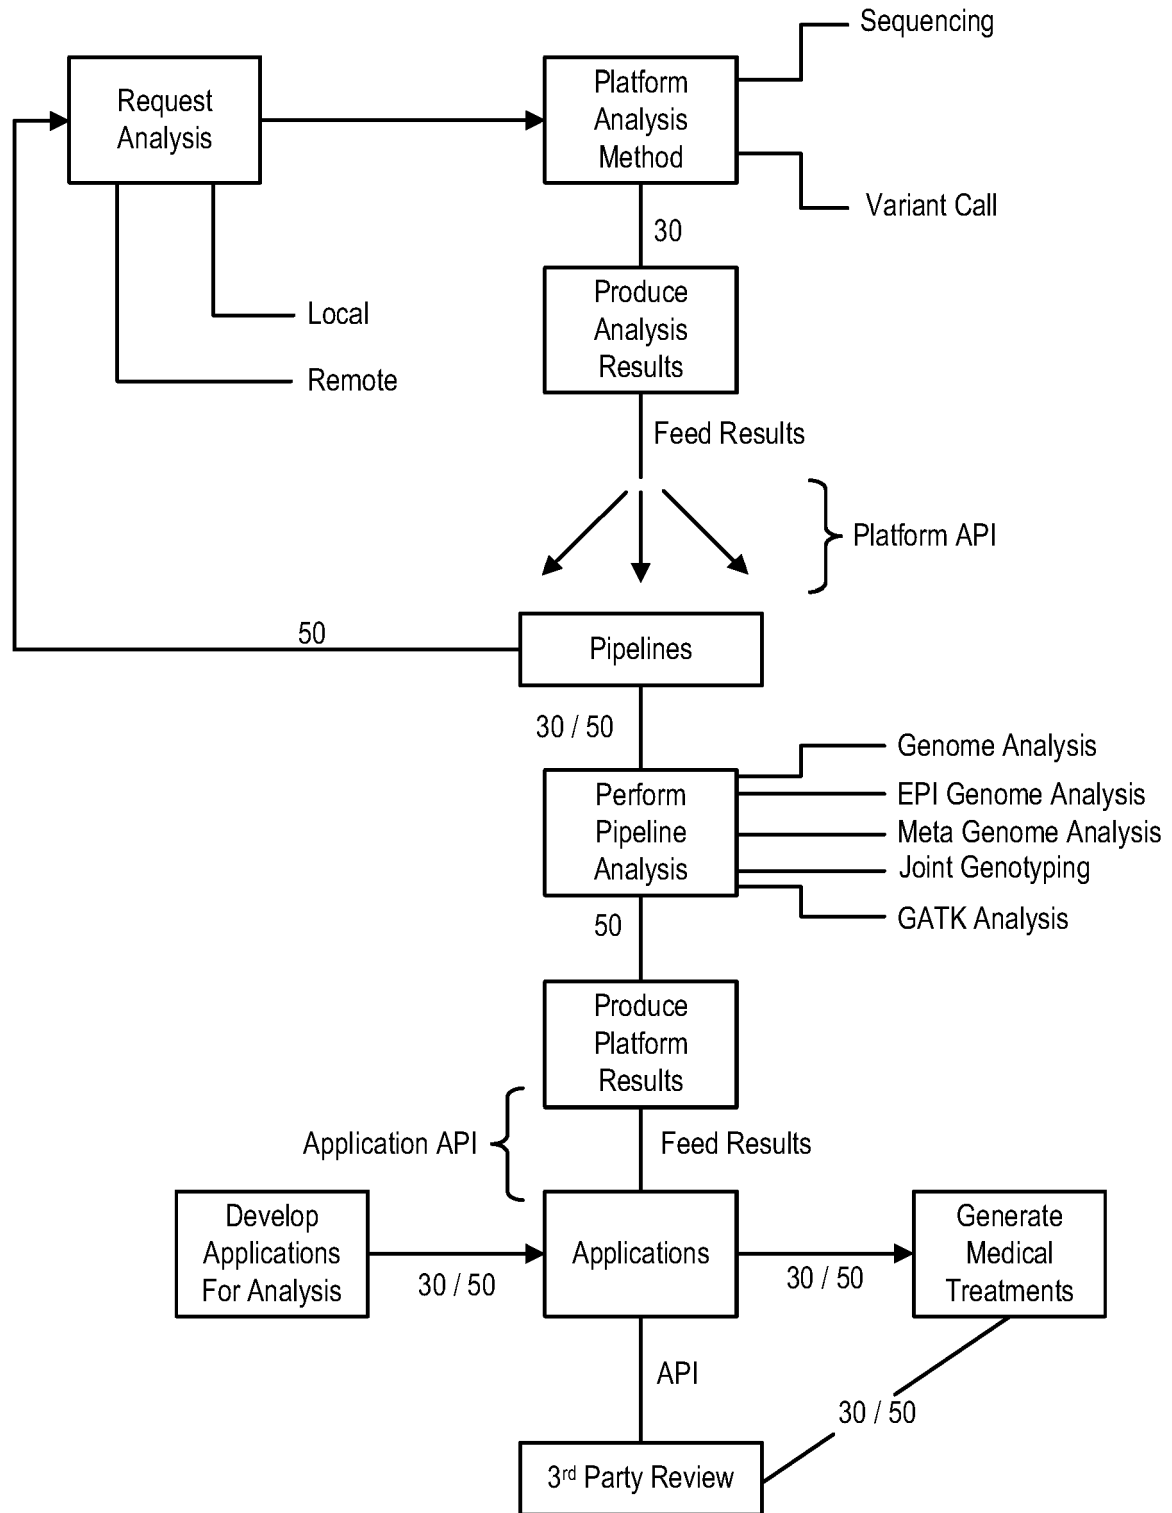 Sequencing
Request
Analysis
Platform
Analysis
Method
Variant Call
30
Local
Remote
Produce
Analysis
Results
Feed Results
Platform API
50
Pipelines
30 / 50
Perform
Pipeline
Analysis
Genome Analysis
EPI Genome Analysis
Meta Genome Analysis
Joint Genotyping
GATK Analysis
50
Produce
Platform
Results
Application API
Feed Results
Develop
Applications
For Analysis
30 / 50
Applications
30 / 50
Generate
Medical
Treatments
API
30 / 50
3rd Party Review